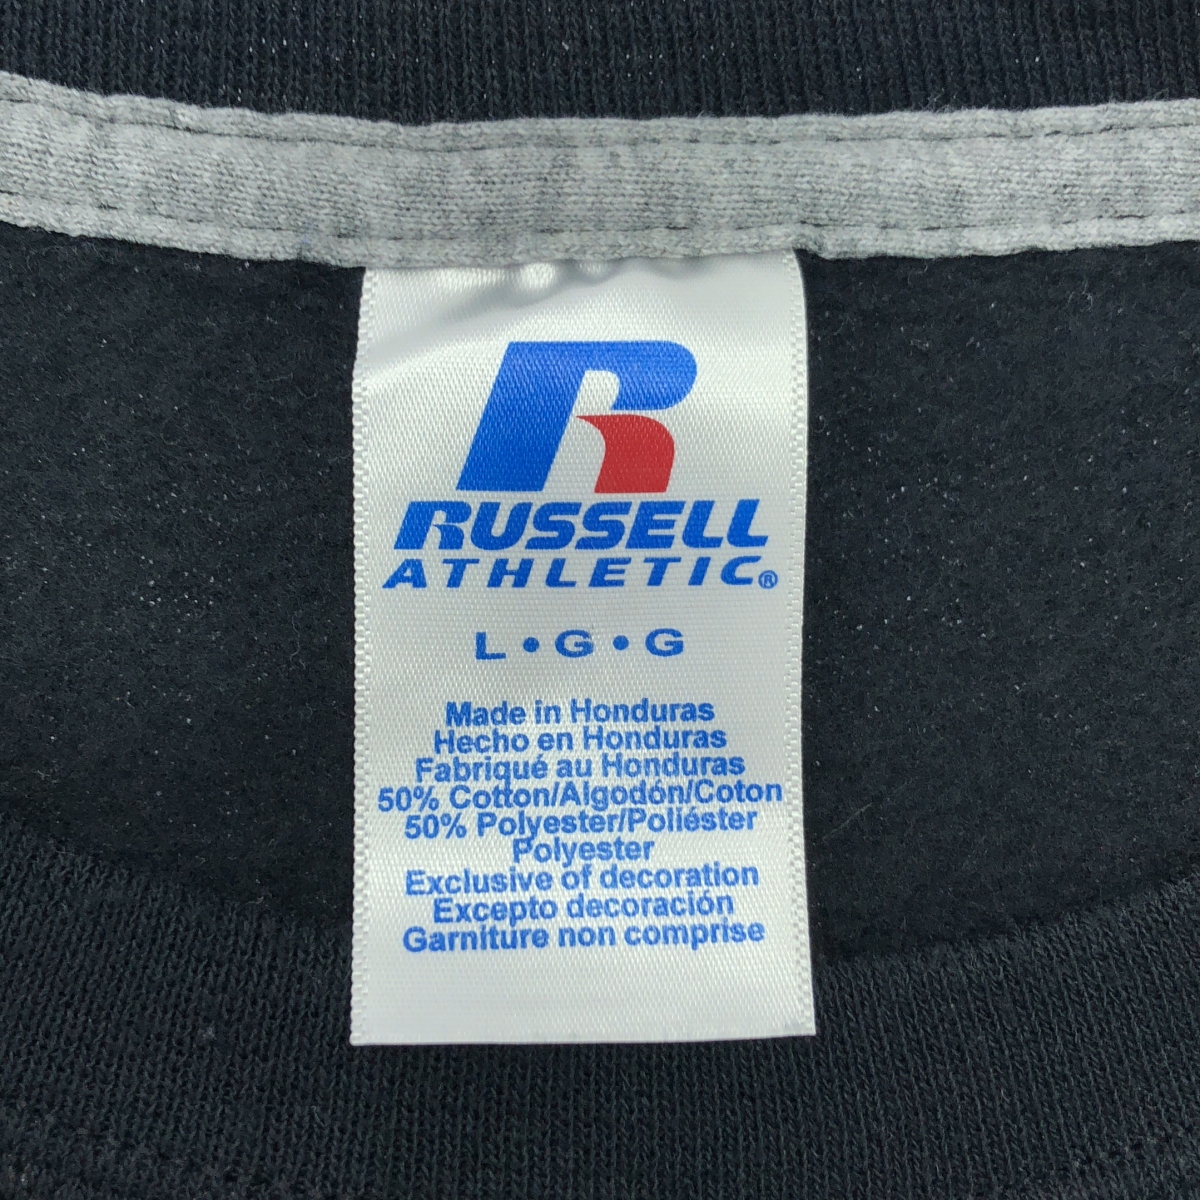 RUSSELL
ATHLETIC®
L • G • G
Made in Honduras
Hecho en Honduras
Fabriqué au Honduras
50% Cotton/Algodón/Coton
50% Polyester/Poliéster
Polyester
Exclusive of decoration
Excepto decoración
Garniture non comprise